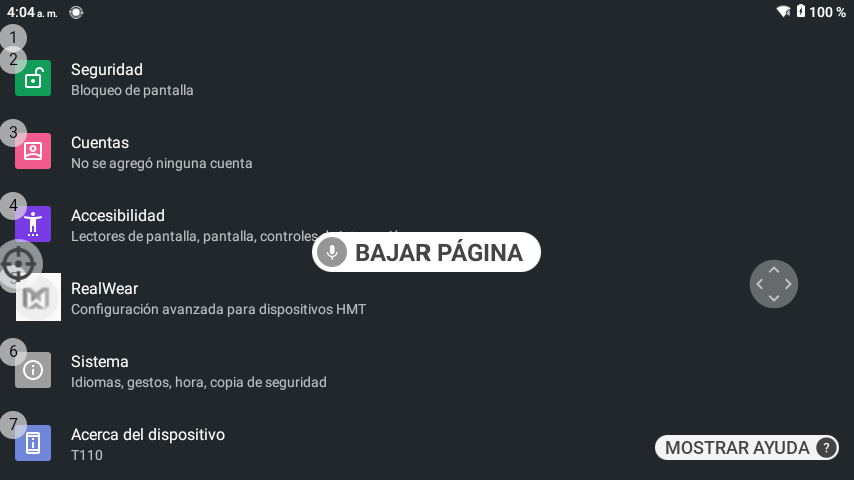 4:04 a. m.
100 %
1
2
Seguridad
Bloqueo de pantalla
3
Cuentas
No se agregó ninguna cuenta
4
Accesibilidad
Lectores de pantalla, pantalla, controles
BAJAR PÁGINA
RealWear
Configuración avanzada para dispositivos HMT
6
Sistema
Idiomas, gestos, hora, copia de seguridad
7
Acerca del dispositivo
T110
MOSTRAR AYUDA ?